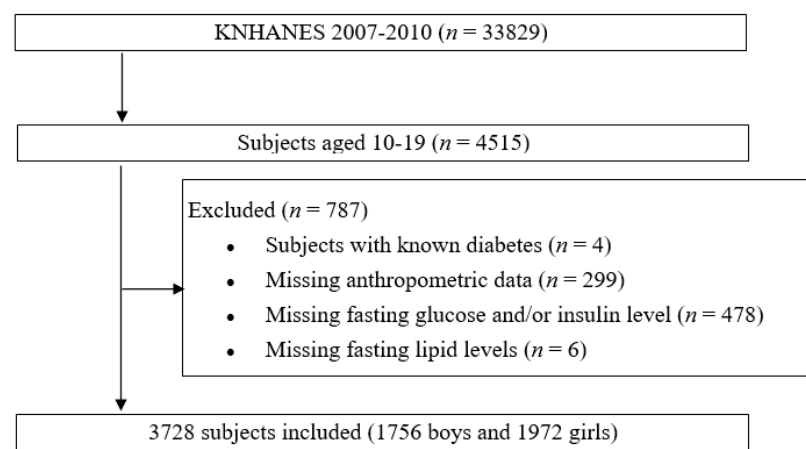 KNHANES 2007-2010 (n = 33829)
Subjects aged 10-19 (n = 4515)
Excluded (n = 787)
• Subjects with known diabetes (n = 4)
• Missing anthropometric data (n = 299)
• Missing fasting glucose and/or insulin level (n = 478)
• Missing fasting lipid levels (n = 6)
3728 subjects included (1756 boys and 1972 girls)